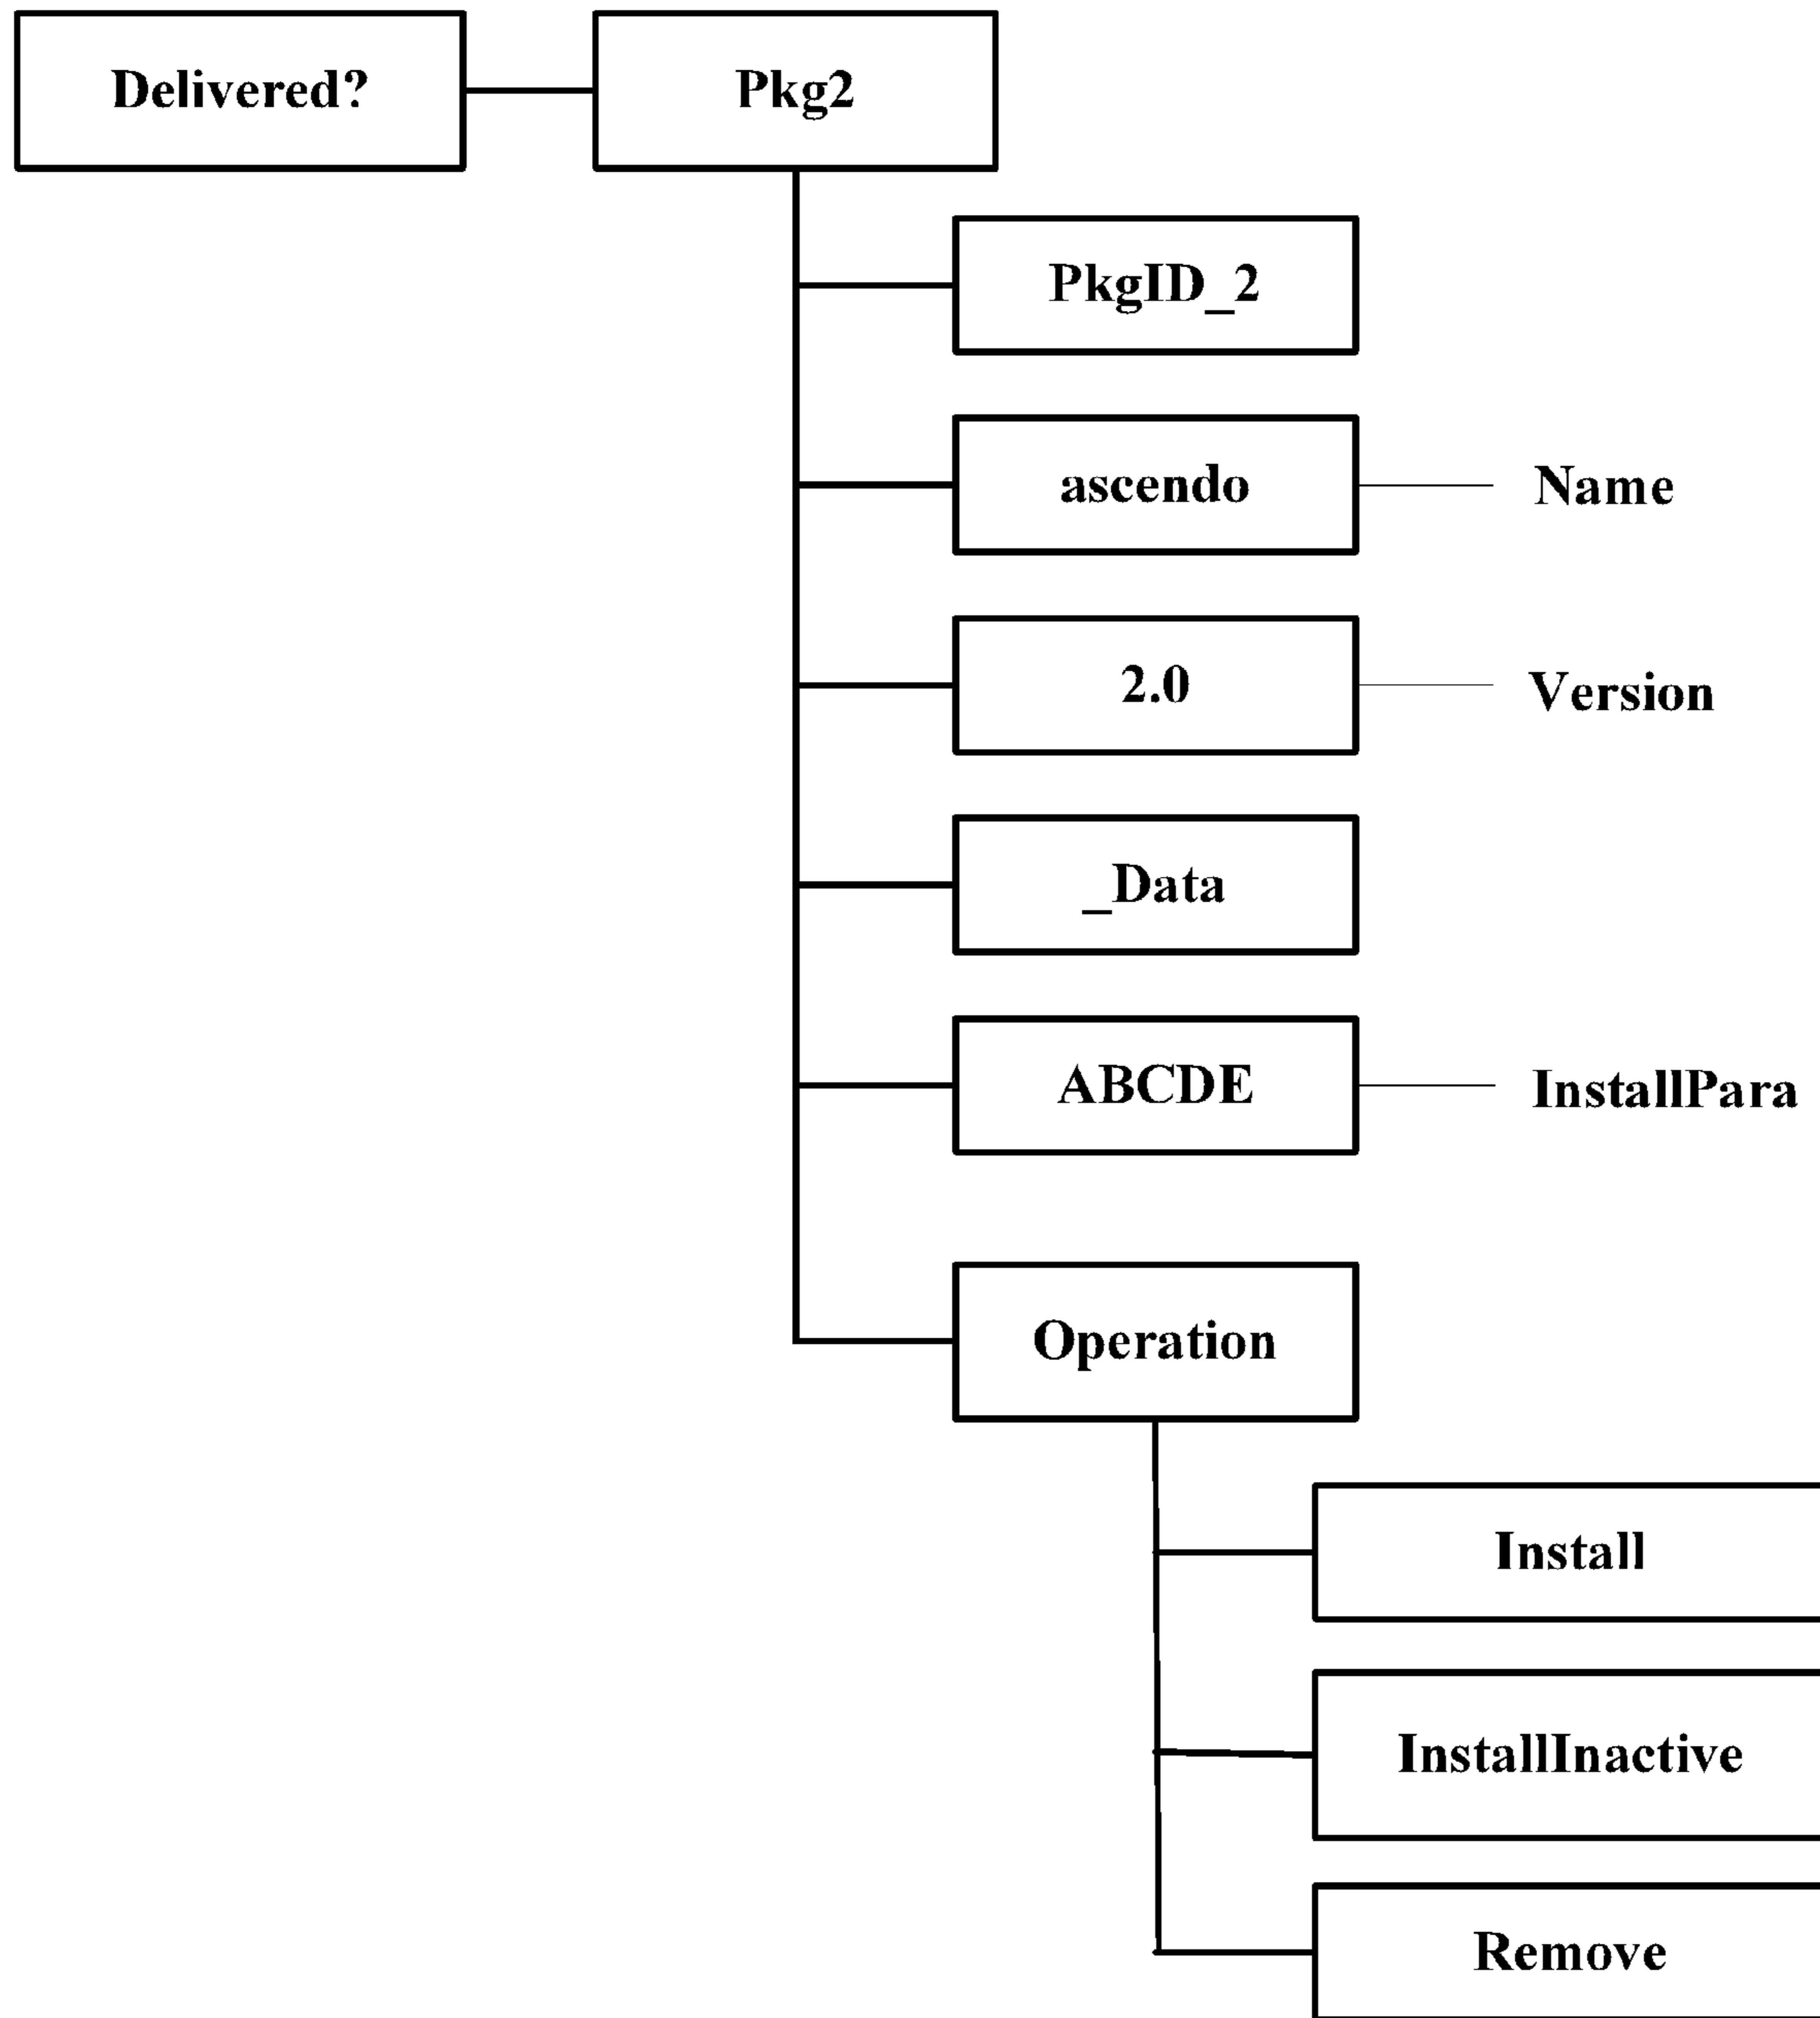 Delivered?
Pkg2
PkgID_2
ascendo
Name
2.0
Version
_Data
ABCDE
InstallPara
Operation
Install
InstallInactive
Remove